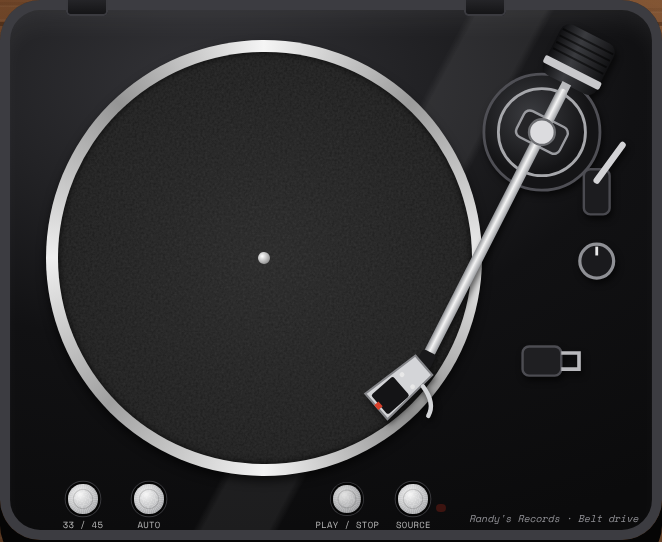 33 / 45
AUTO
PLAY / STOP
SOURCE
Randy's Records · Belt drive